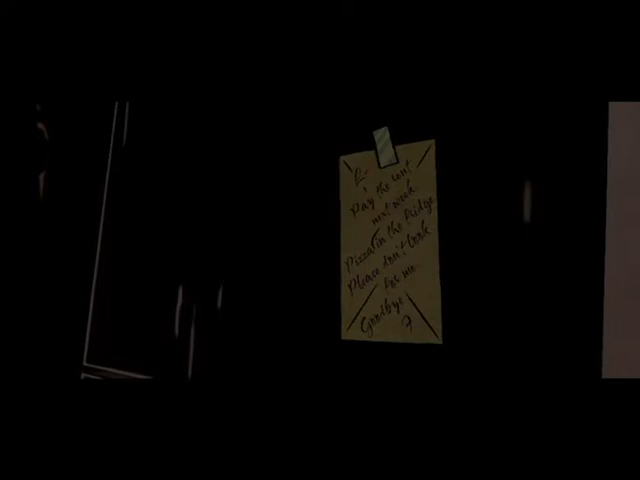 R-
Pay the rent
next week
Pizza in the fridge
Please don't look
for me.
Goodbye